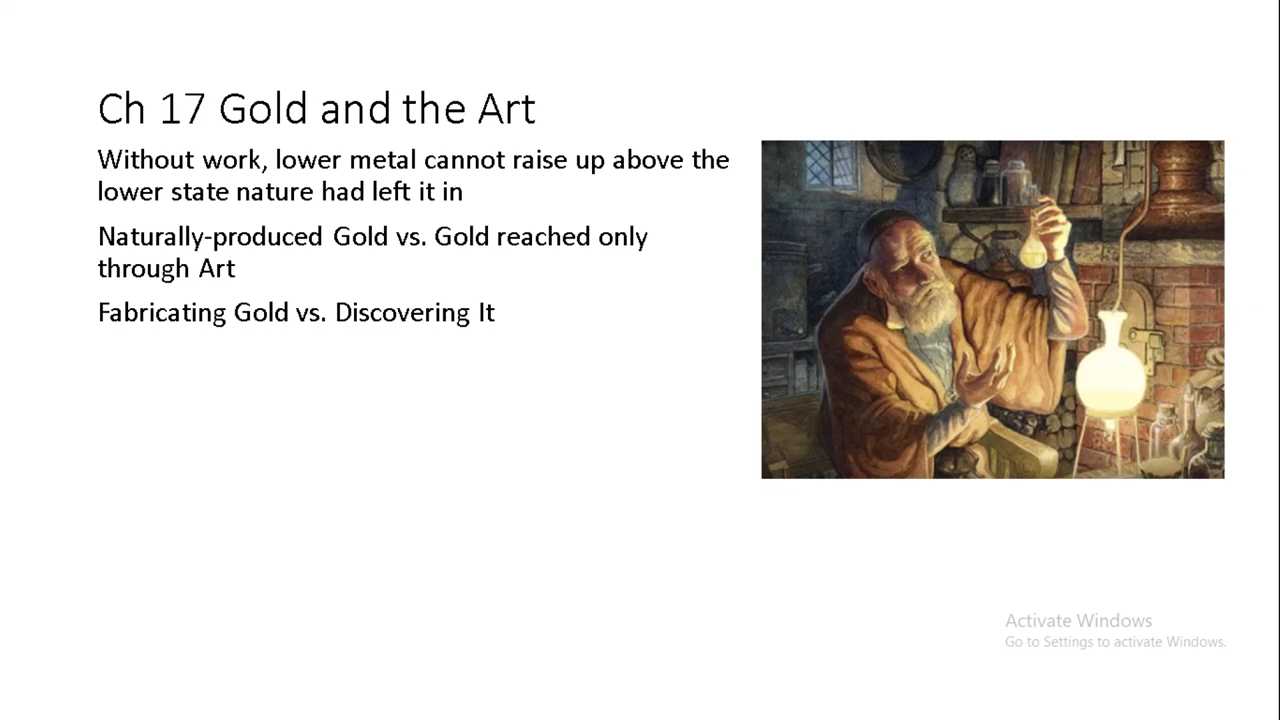 Ch 17 Gold and the Art
Without work, lower metal cannot raise up above the
lower state nature had left it in
Naturally-produced Gold vs. Gold reached only
through Art
Fabricating Gold vs. Discovering It
Activate Windows
Go to Settings to activate Windows.